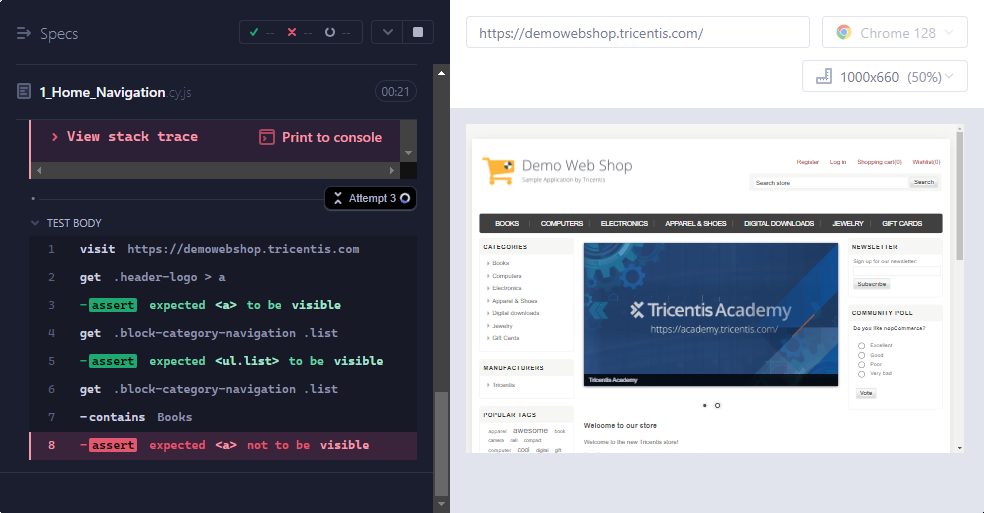 Specs
-- -- --
1_Home_Navigation cy.js 00:21
> View stack trace Print to console
Attempt 3
TEST BODY
1 visit https://demowebshop.tricentis.com
2 get .header-logo > a
3 -assert expected <a> to be visible
4 get .block-category-navigation .list
5 -assert expected <ul.list> to be visible
6 get .block-category-navigation .list
7 -contains Books
8 -assert expected <a> not to be visible
https://demowebshop.tricentis.com/
Chrome 128
1000x660 (50%)
Demo Web Shop
Sample Application by Tricentis
Register Log in Shopping cart(0) Wishlist(0)
Search store Search
BOOKS COMPUTERS ELECTRONICS APPAREL & SHOES DIGITAL DOWNLOADS JEWELRY GIFT CARDS
CATEGORIES
Books
Computers
Electronics
Apparel & Shoes
Digital downloads
Jewelry
Gift Cards
MANUFACTURERS
Tricentis
POPULAR TAGS
apparel awesome book
camera cell compact
computer cool digital gift
Tricentis Academy
https://academy.tricentis.com/
Tricentis Academy
Welcome to our store
Welcome to the new Tricentis store!
NEWSLETTER
Sign up for our newsletter:
Subscribe
COMMUNITY POLL
Do you like nopCommerce?
Excellent
Good
Poor
Very bad
Vote